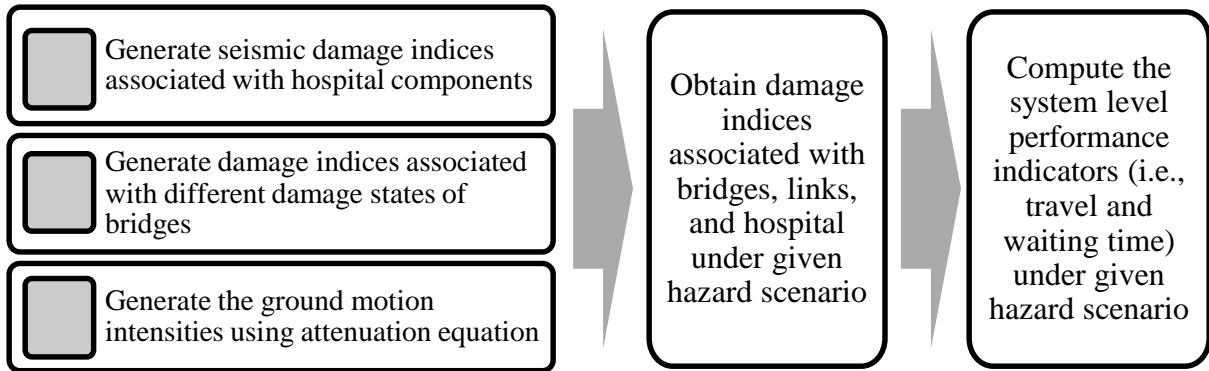 Generate seismic damage indices
associated with hospital components
Generate damage indices associated
with different damage states of
bridges
Generate the ground motion
intensities using attenuation equation
Obtain damage
indices
associated with
bridges, links,
and hospital
under given
hazard scenario
Compute the
system level
performance
indicators (i.e.,
travel and
waiting time)
under given
hazard scenario